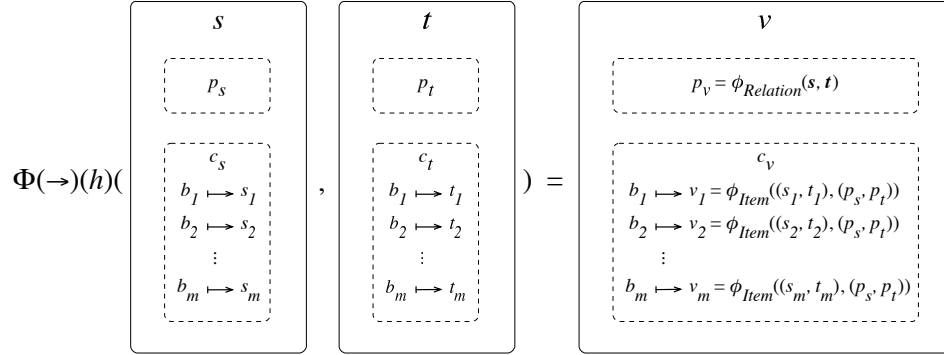 s t v
p_s p_t p_v = ϕ_Relation(s, t)
c_s c_t c_v
Φ(→)(h)( , ) =
b_1 ⟼ s_1 b_1 ⟼ t_1 b_1 ⟼ v_1 = ϕ_Item((s_1, t_1), (p_s, p_t))
b_2 ⟼ s_2 b_2 ⟼ t_2 b_2 ⟼ v_2 = ϕ_Item((s_2, t_2), (p_s, p_t))
⋮ ⋮ ⋮
b_m ⟼ s_m b_m ⟼ t_m b_m ⟼ v_m = ϕ_Item((s_m, t_m), (p_s, p_t))